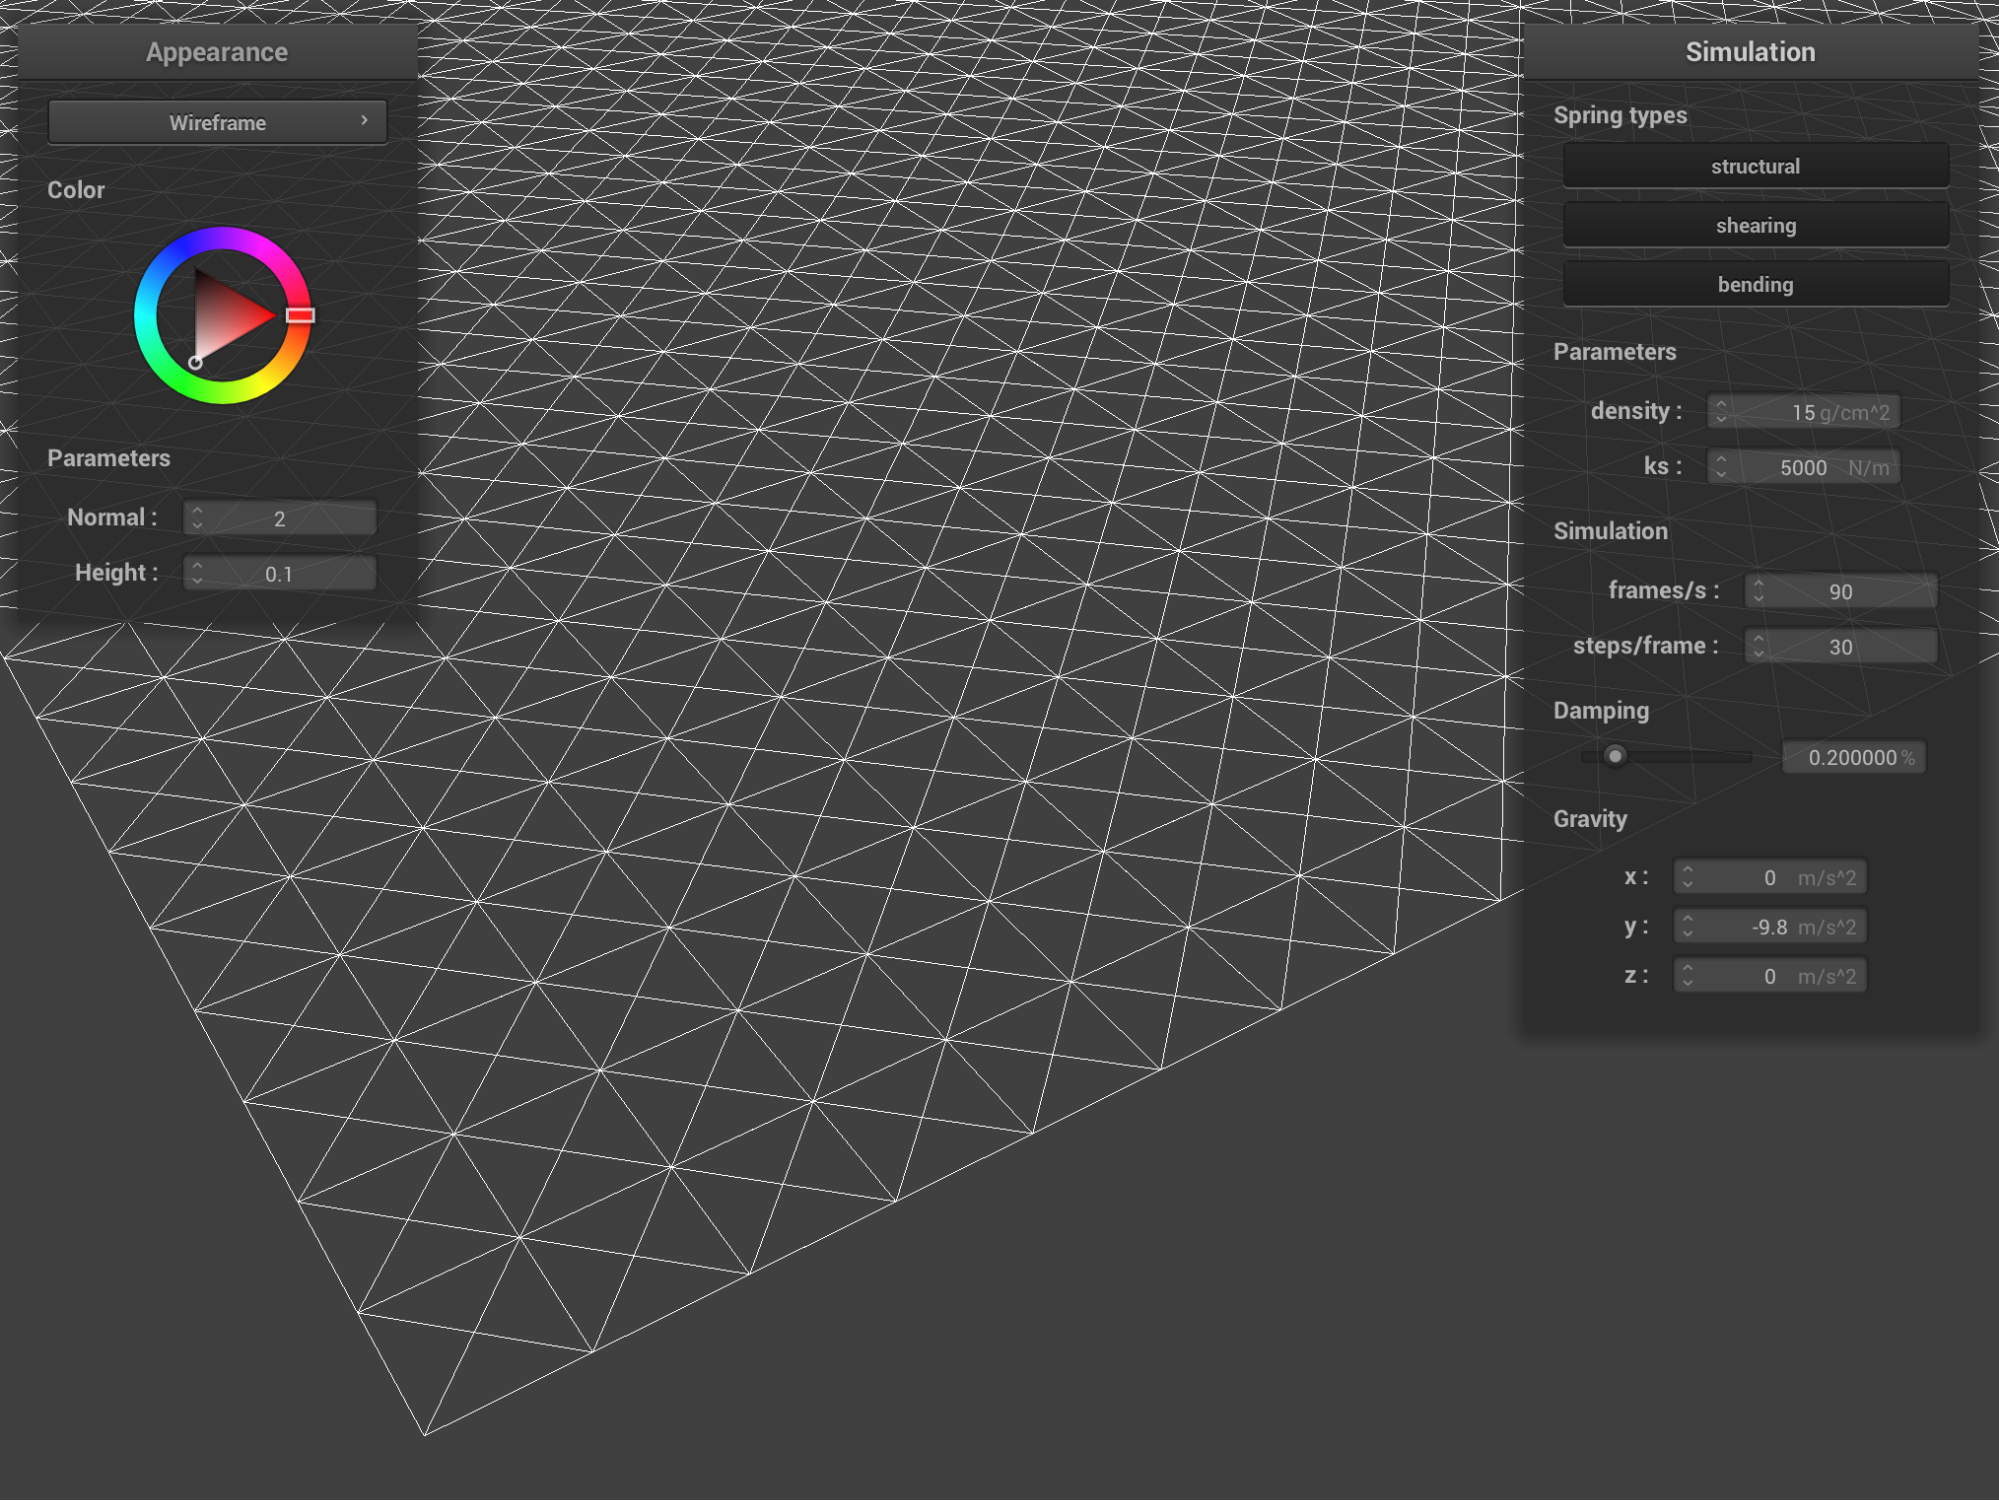 Appearance
Wireframe
Color
Parameters
Normal : 2
Height : 0.1
Simulation
Spring types
structural
shearing
bending
Parameters
density : 15 g/cm^2
ks : 5000 N/m
Simulation
frames/s : 90
steps/frame : 30
Damping
0.200000 %
Gravity
x : 0 m/s^2
y : -9.8 m/s^2
z : 0 m/s^2